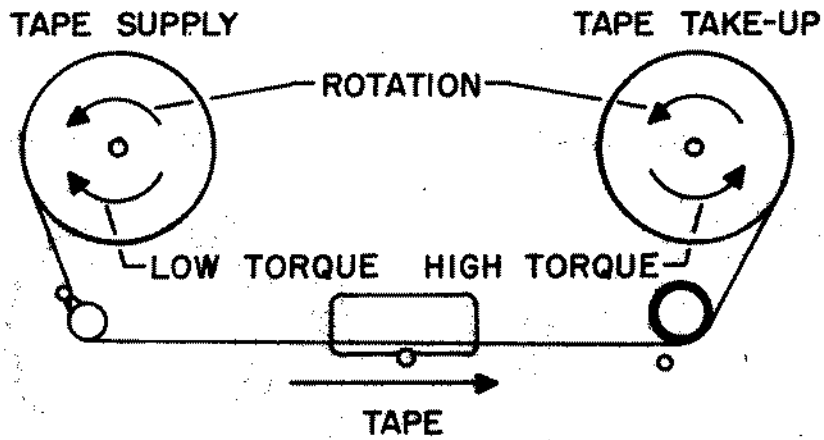 TAPE SUPPLY
TAPE TAKE-UP
ROTATION
LOW TORQUE
HIGH TORQUE
TAPE